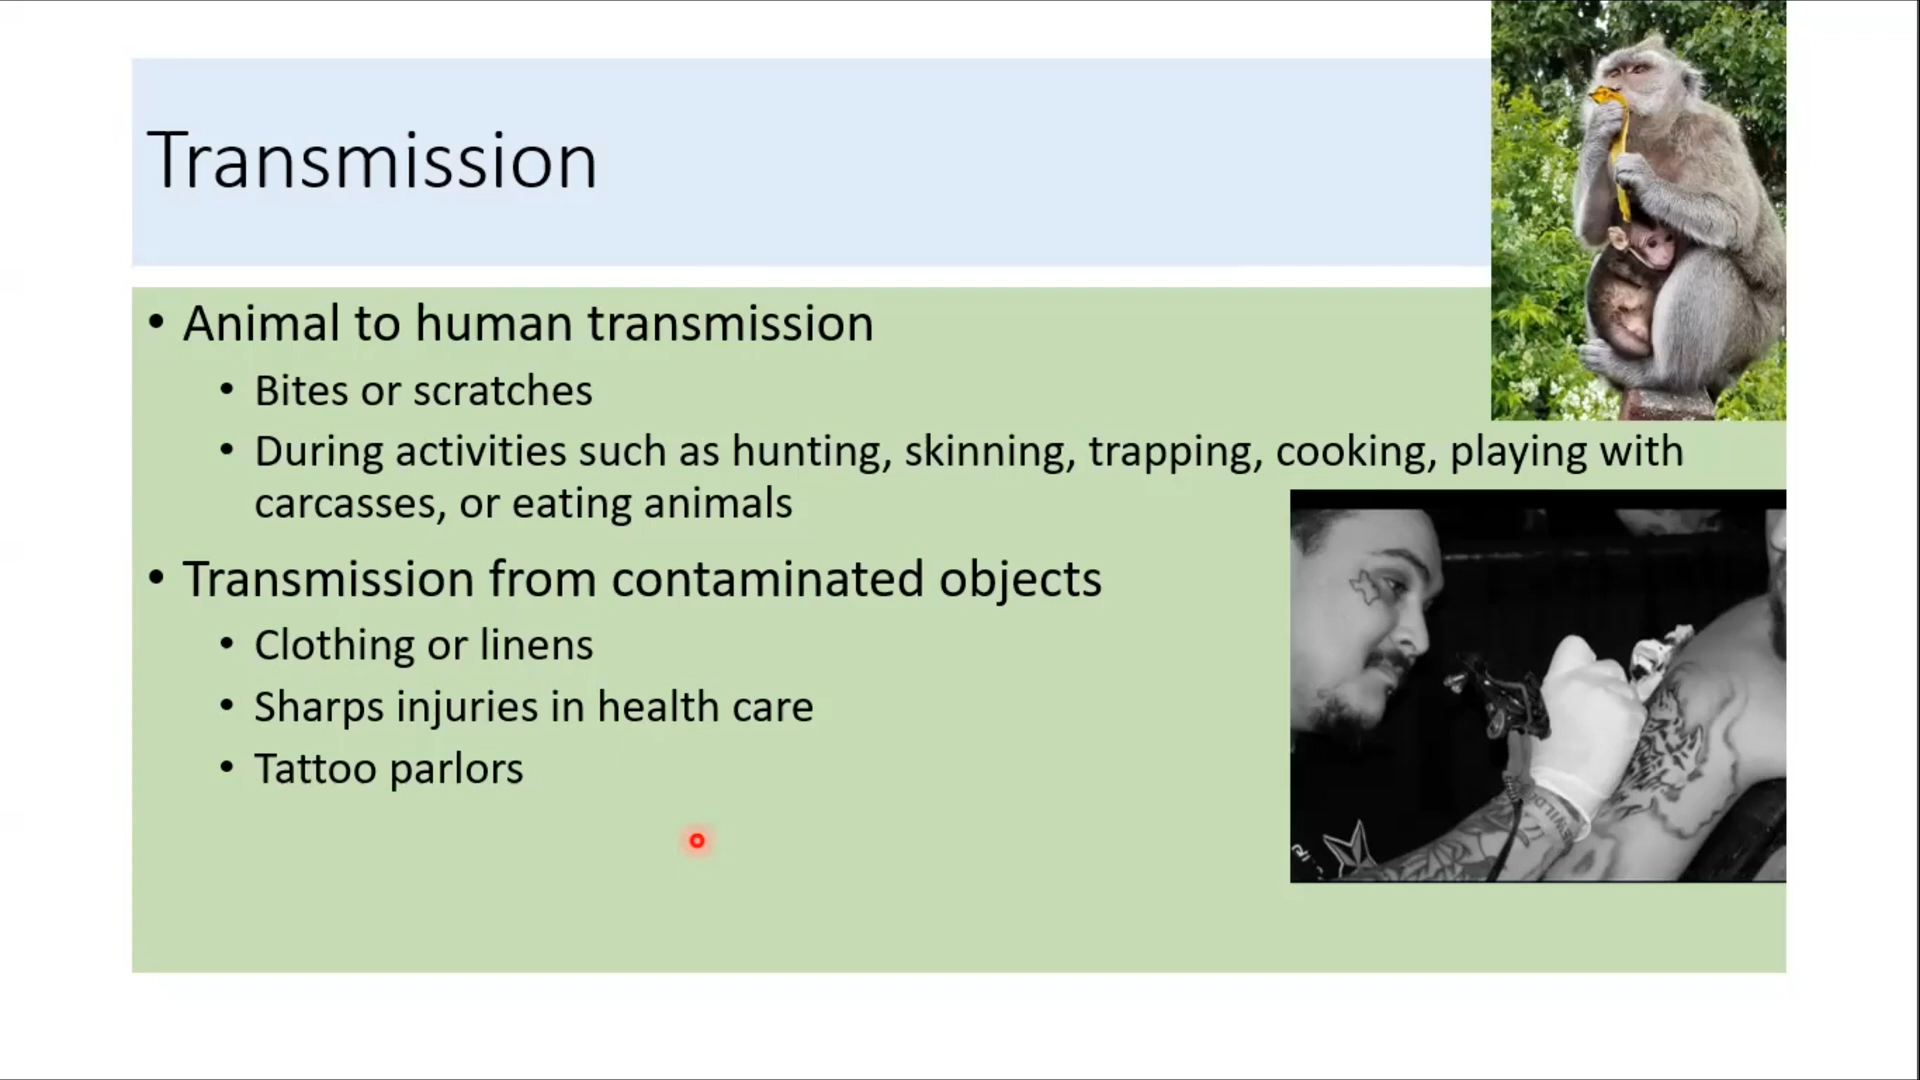 Transmission
• Animal to human transmission
• Bites or scratches
• During activities such as hunting, skinning, trapping, cooking, playing with
carcasses, or eating animals
• Transmission from contaminated objects
• Clothing or linens
• Sharps injuries in health care
• Tattoo parlors